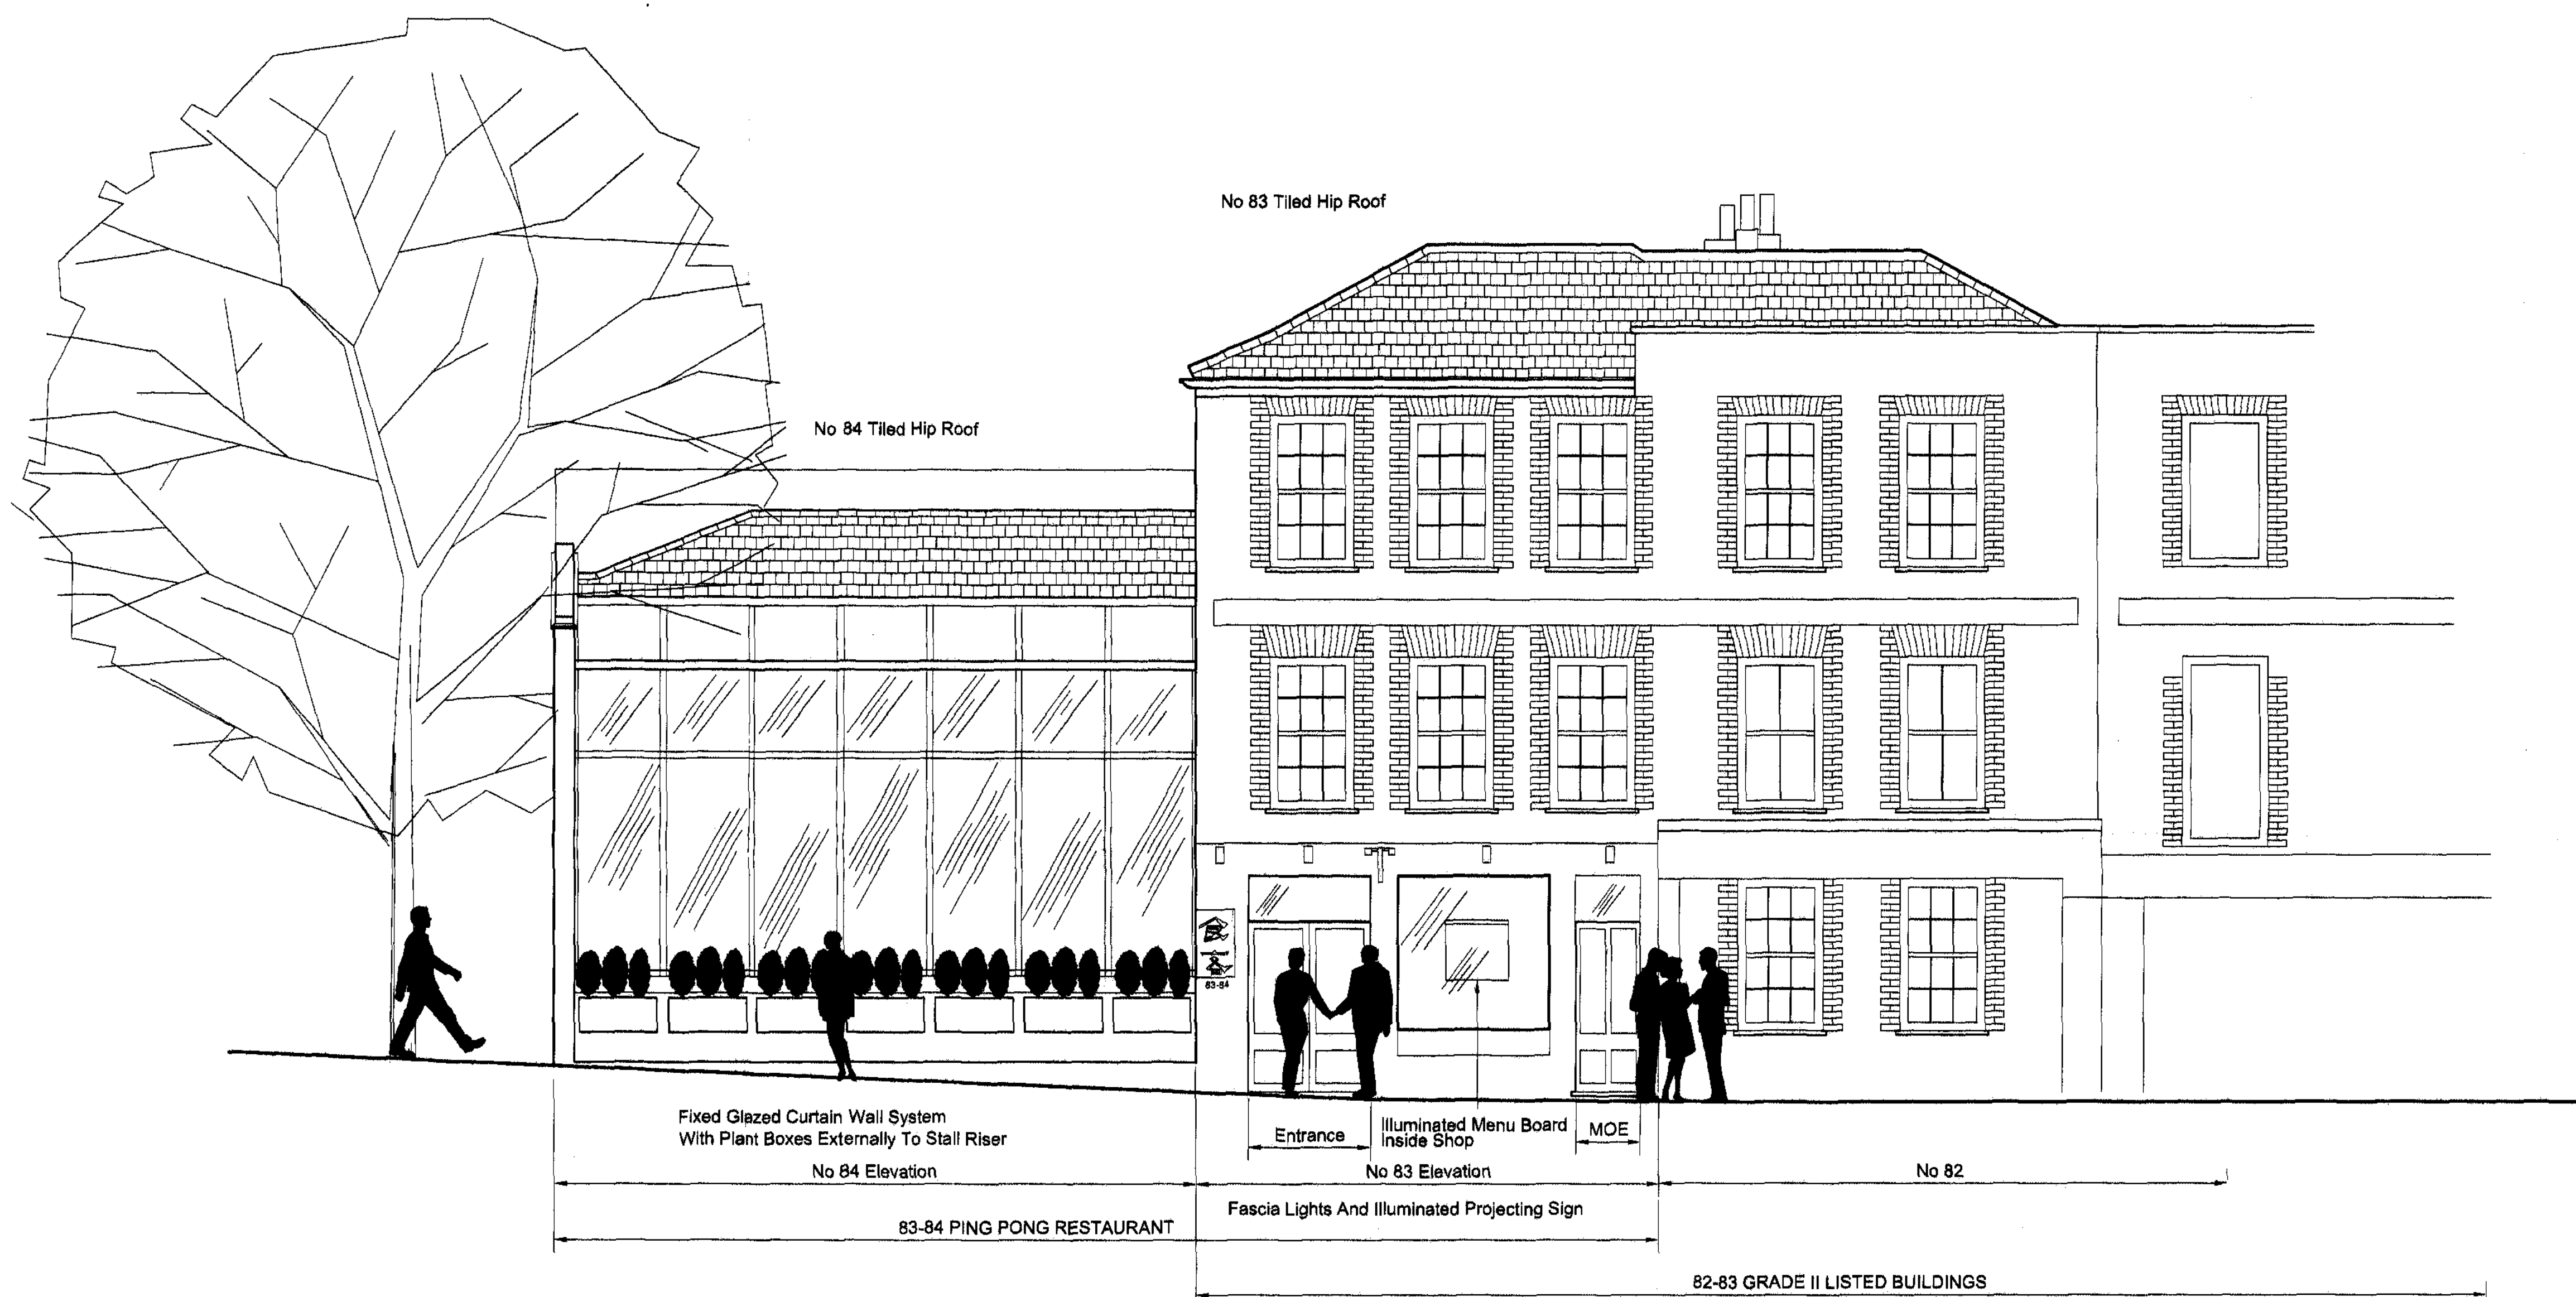 No 83 Tiled Hip Roof
No 84 Tiled Hip Roof
83-84
Fixed Glazed Curtain Wall System
With Plant Boxes Externally To Stall Riser
Entrance
Illuminated Menu Board
Inside Shop
MOE
No 84 Elevation
No 83 Elevation
No 82
Fascia Lights And Illuminated Projecting Sign
83-84 PING PONG RESTAURANT
82-83 GRADE II LISTED BUILDINGS